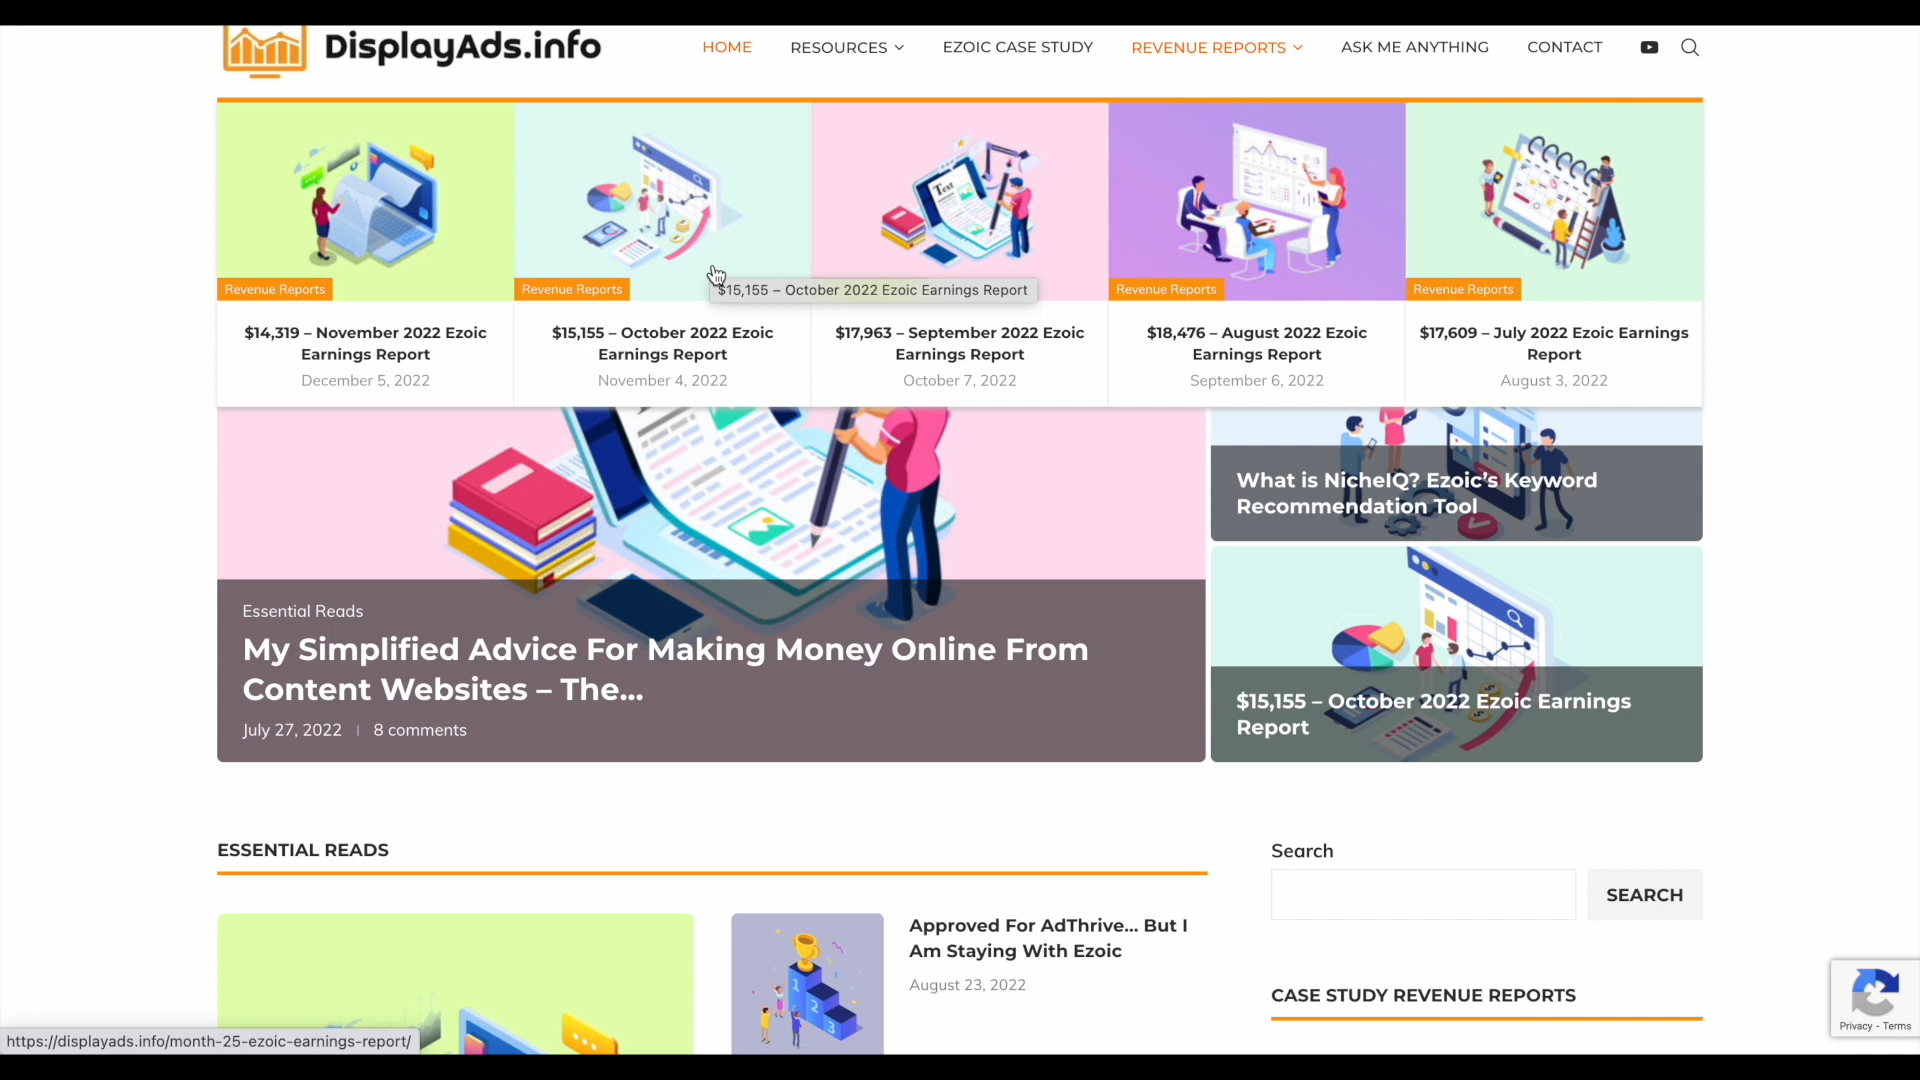 DisplayAds.info
HOME
RESOURCES
EZOIC CASE STUDY
REVENUE REPORTS
ASK ME ANYTHING
CONTACT
Text
Revenue Reports
Revenue Reports
$15,155 – October 2022 Ezoic Earnings Report
Revenue Reports
Revenue Reports
$14,319 – November 2022 Ezoic
Earnings Report
December 5, 2022
$15,155 – October 2022 Ezoic
Earnings Report
November 4, 2022
$17,963 – September 2022 Ezoic
Earnings Report
October 7, 2022
$18,476 – August 2022 Ezoic
Earnings Report
September 6, 2022
$17,609 – July 2022 Ezoic Earnings
Report
August 3, 2022
Essential Reads
My Simplified Advice For Making Money Online From
Content Websites – The...
July 27, 2022
8 comments
What is NicheIQ? Ezoic's Keyword
Recommendation Tool
$15,155 – October 2022 Ezoic Earnings
Report
ESSENTIAL READS
1
2
3
Approved For AdThrive... But I
Am Staying With Ezoic
August 23, 2022
Search
SEARCH
CASE STUDY REVENUE REPORTS
Privacy - Terms
https://displayads.info/month-25-ezoic-earnings-report/